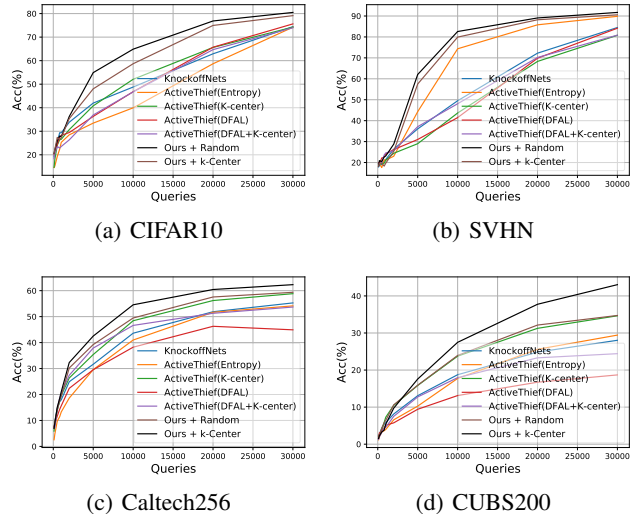 Acc(%)
80
70
60
50
40
30
20
KnockoffNets
ActiveThief(Entropy)
ActiveThief(K-center)
ActiveThief(DFAL)
ActiveThief(DFAL+K-center)
Ours + Random
Ours + k-Center
0 5000 10000 15000 20000 25000 30000
Queries
(a) CIFAR10
Acc(%)
90
80
70
60
50
40
30
20
KnockoffNets
ActiveThief(Entropy)
ActiveThief(K-center)
ActiveThief(DFAL)
ActiveThief(DFAL+K-center)
Ours + Random
Ours + k-Center
0 5000 10000 15000 20000 25000 30000
Queries
(b) SVHN
Acc(%)
60
50
40
30
20
10
0
KnockoffNets
ActiveThief(Entropy)
ActiveThief(K-center)
ActiveThief(DFAL)
ActiveThief(DFAL+K-center)
Ours + Random
Ours + k-Center
0 5000 10000 15000 20000 25000 30000
Queries
(c) Caltech256
Acc(%)
40
30
20
10
0
KnockoffNets
ActiveThief(Entropy)
ActiveThief(K-center)
ActiveThief(DFAL)
ActiveThief(DFAL+K-center)
Ours + Random
Ours + k-Center
0 5000 10000 15000 20000 25000 30000
Queries
(d) CUBS200